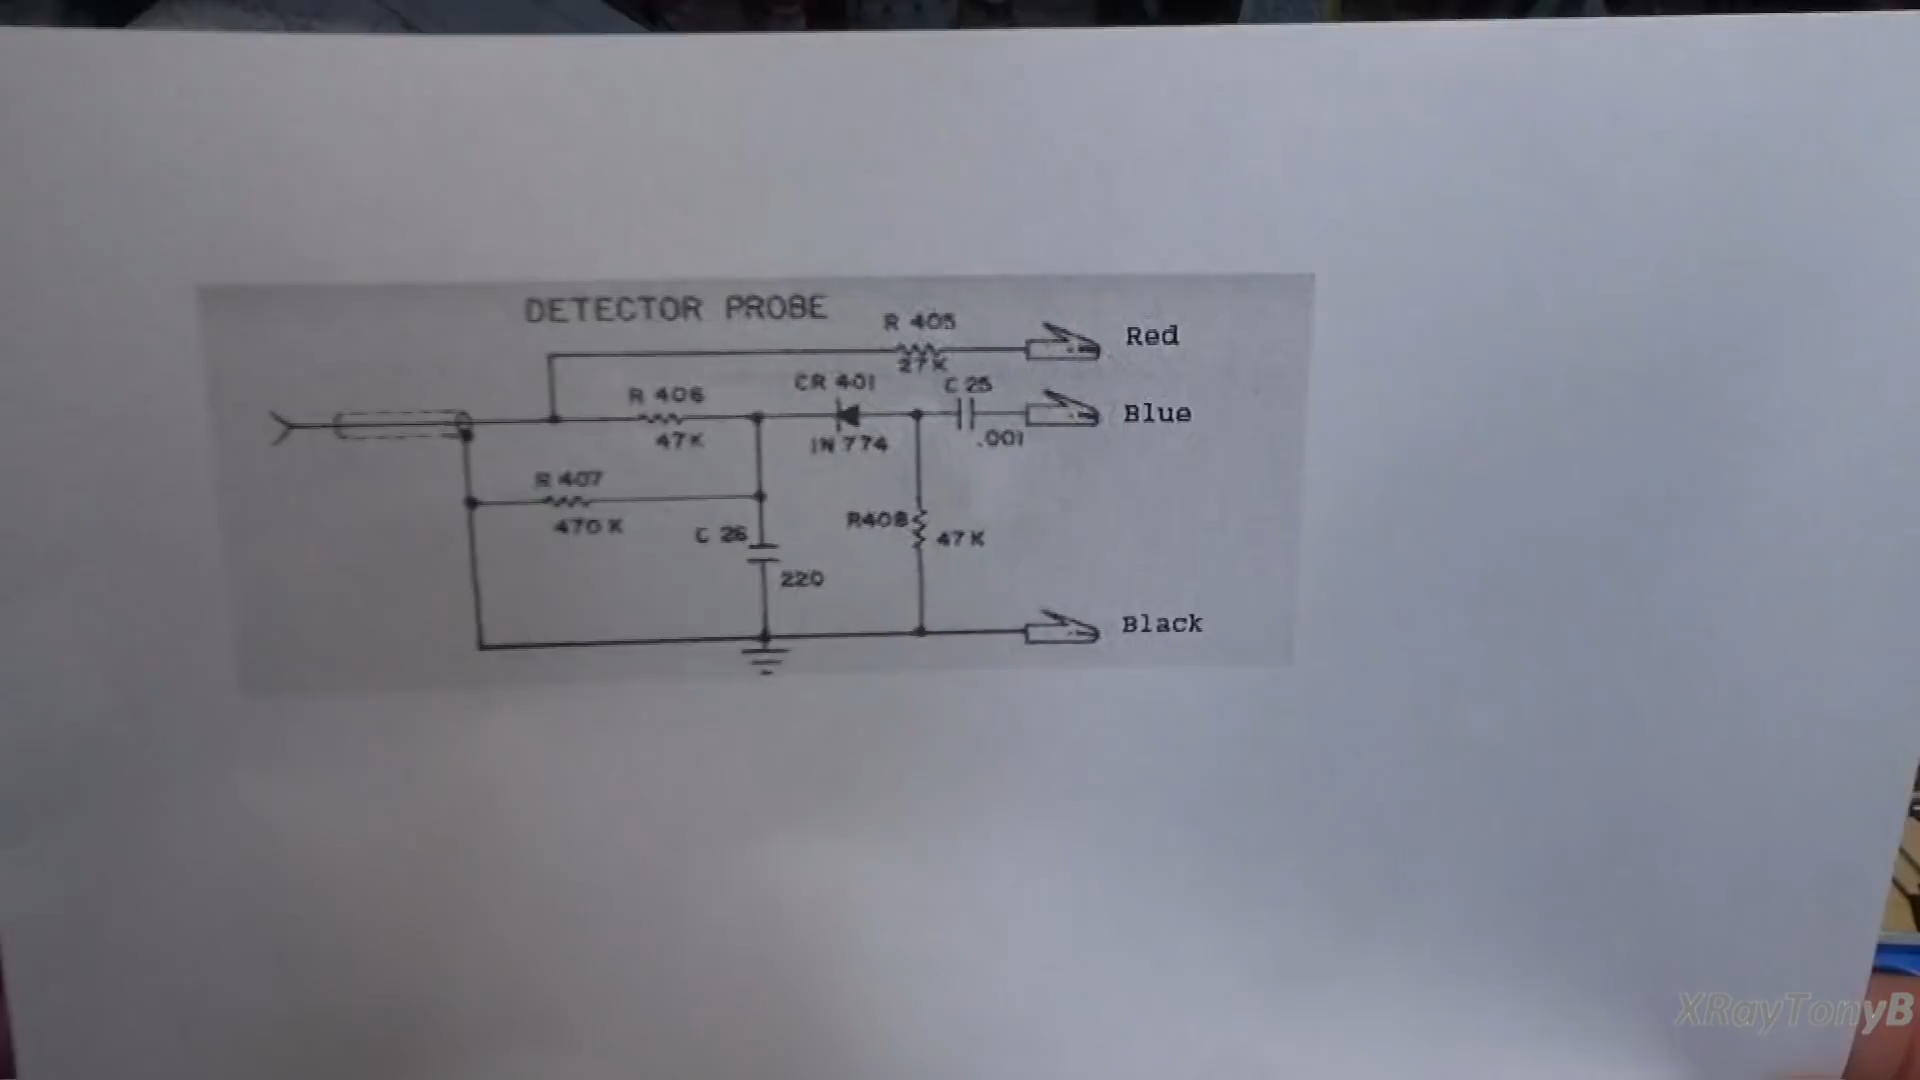 DETECTOR PROBE
R 405
27K
Red
CR 401
C 25
R 406
Blue
47K
IN 774
.001
R 407
470 K
C 26
R408
47K
220
Black
XRayTonyB